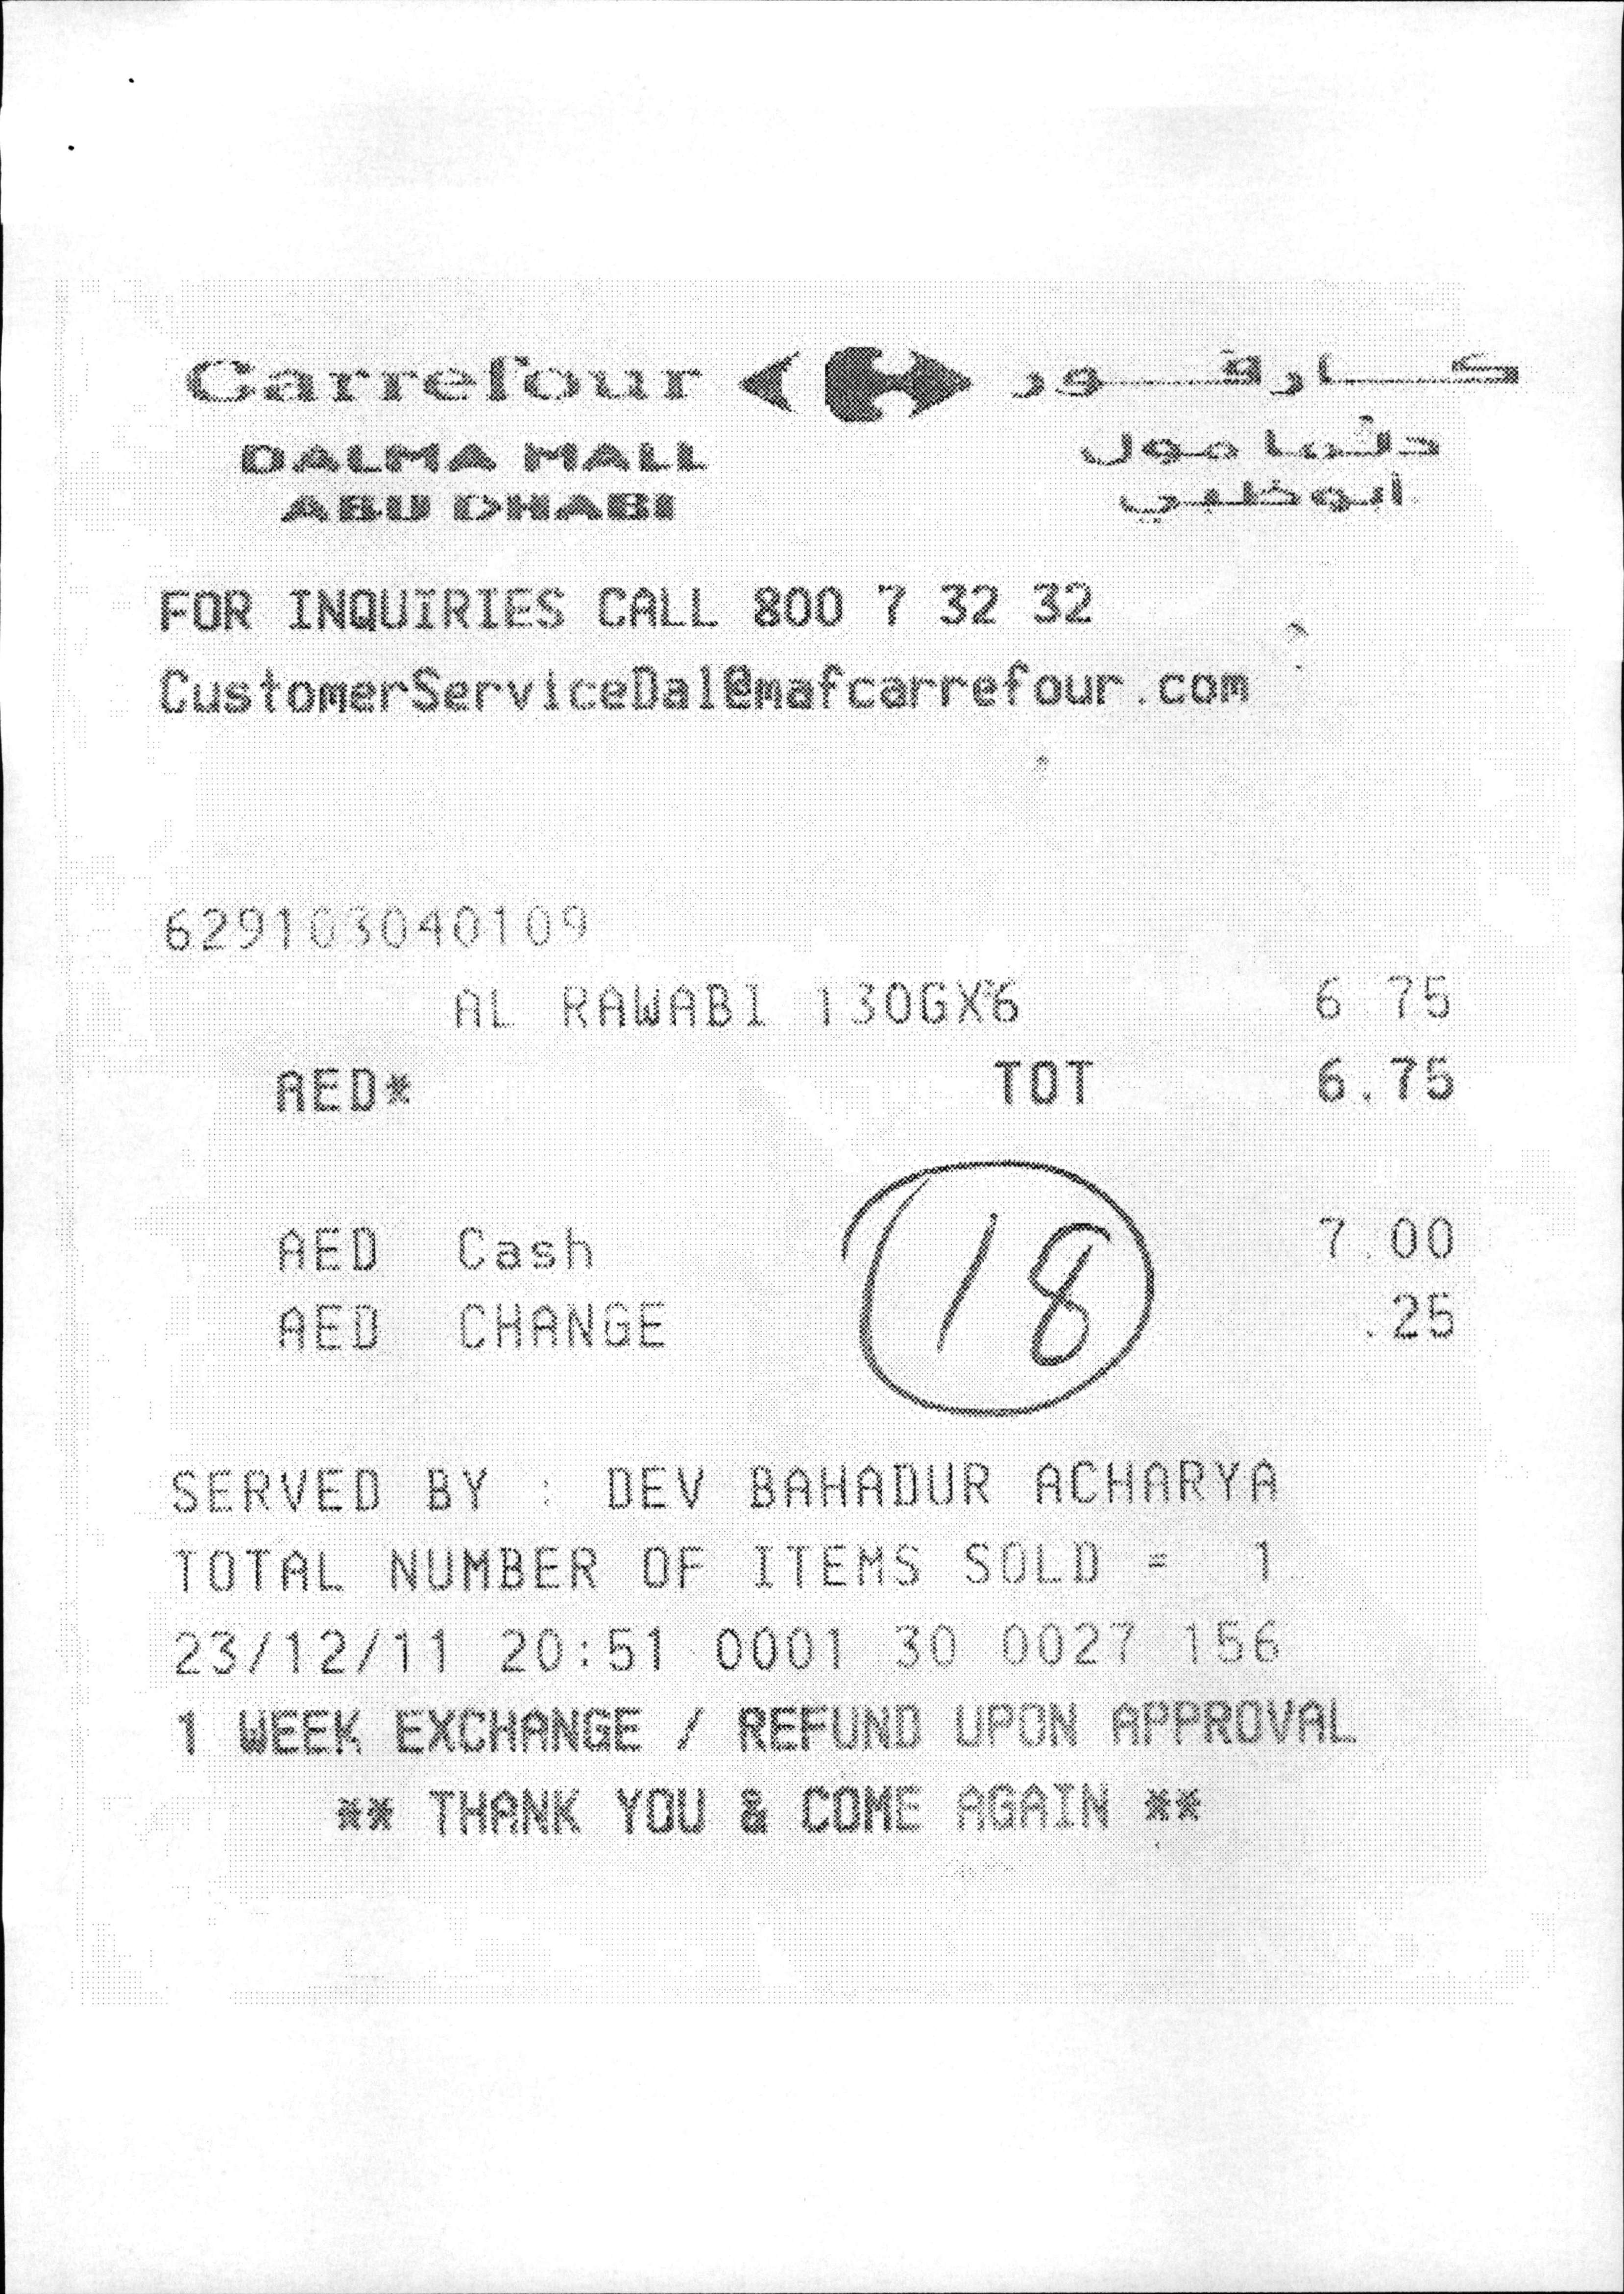 Carrefour كارفور
DALMA MALL دلما مول
ABU DHABI أبوظبي
FOR INQUIRIES CALL 800 7 32 32
CustomerServiceDal@mafcarrefour.com
629103040109
AL RAWABI 130GX6 6 75
AED* TOT 6.75
AED Cash 7.00
AED CHANGE .25
18
SERVED BY : DEV BAHADUR ACHARYA
TOTAL NUMBER OF ITEMS SOLD = 1
23/12/11 20:51 0001 30 0027 156
1 WEEK EXCHANGE / REFUND UPON APPROVAL
** THANK YOU & COME AGAIN **